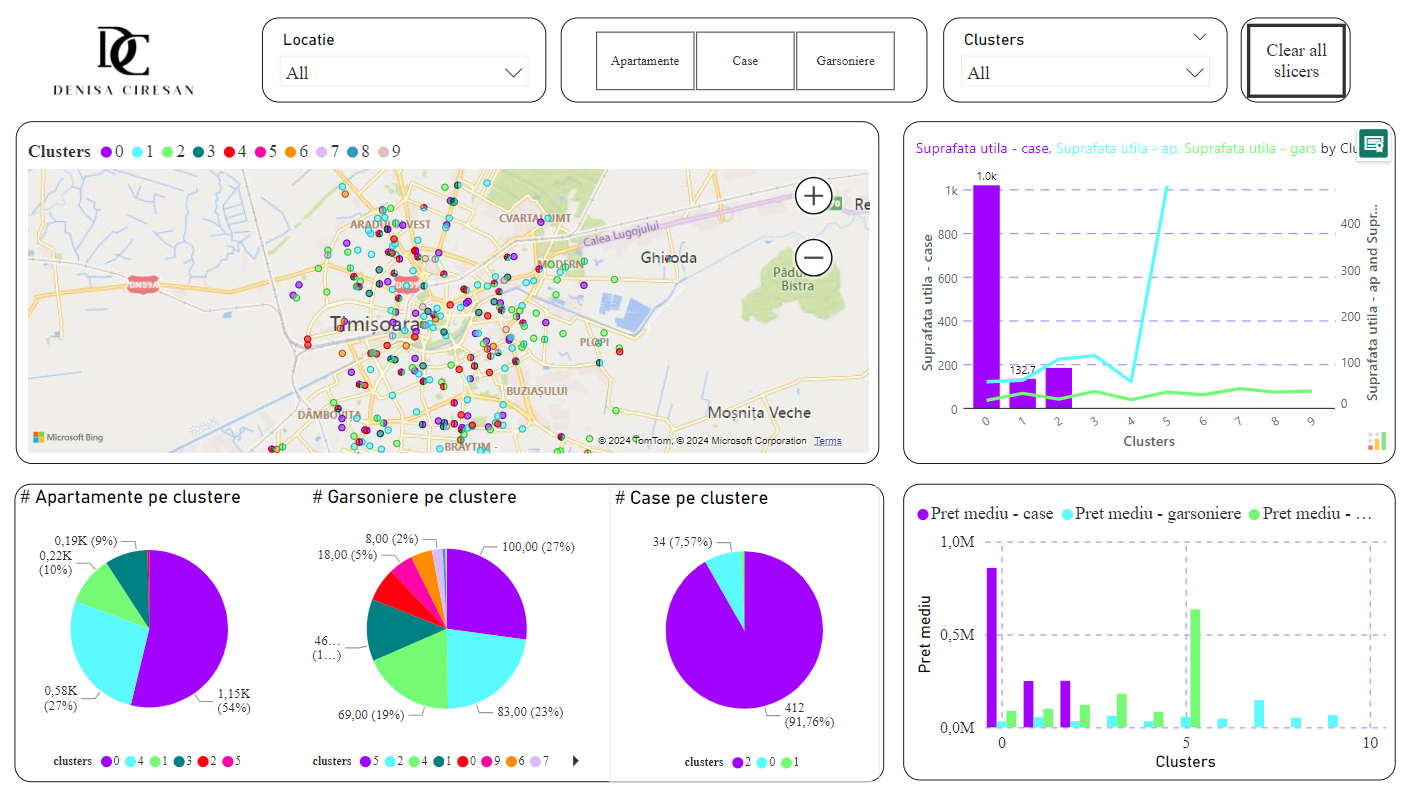 DC
DENISA CIRESAN
Locatie
All
Apartamente
Case
Garsoniere
Clusters
All
Clear all
slicers
Clusters 0 1 2 3 4 5 6 7 8 9
ARADUL VEST
CVARTALUMT
Calea Lugojului
MODERN
Ghiroda
Re
DN59A
Pădu
Bistra
Timișoara
PLOPI
BUZIAȘULUI
DÂMBOVIȚA
Moșnița Veche
BRAYTIM -
Microsoft Bing
© 2024 TomTom, © 2024 Microsoft Corporation Terms
Suprafata utila - case, Suprafata utila - ap, Suprafata utila - gars by Clu
1.0k
132,7
1k
800
600
400
200
0
Suprafata utila - case
400
300
200
100
0
Suprafata utila - ap and Supr...
0 1 2 3 4 5 6 7 8 9
Clusters
# Apartamente pe clustere
0,19K (9%)
0,22K
(10%)
0,58K
(27%)
1,15K
(54%)
clusters 0 4 1 3 2 5
# Garsoniere pe clustere
8,00 (2%)
18,00 (5%)
100,00 (27%)
46...
(1...)
69,00 (19%)
83,00 (23%)
clusters 5 2 4 1 0 9 6 7
# Case pe clustere
34 (7,57%)
412
(91,76%)
clusters 2 0 1
Pret mediu - case Pret mediu - garsoniere Pret mediu - ...
1,0M
0,5M
0,0M
Pret mediu
0 5 10
Clusters